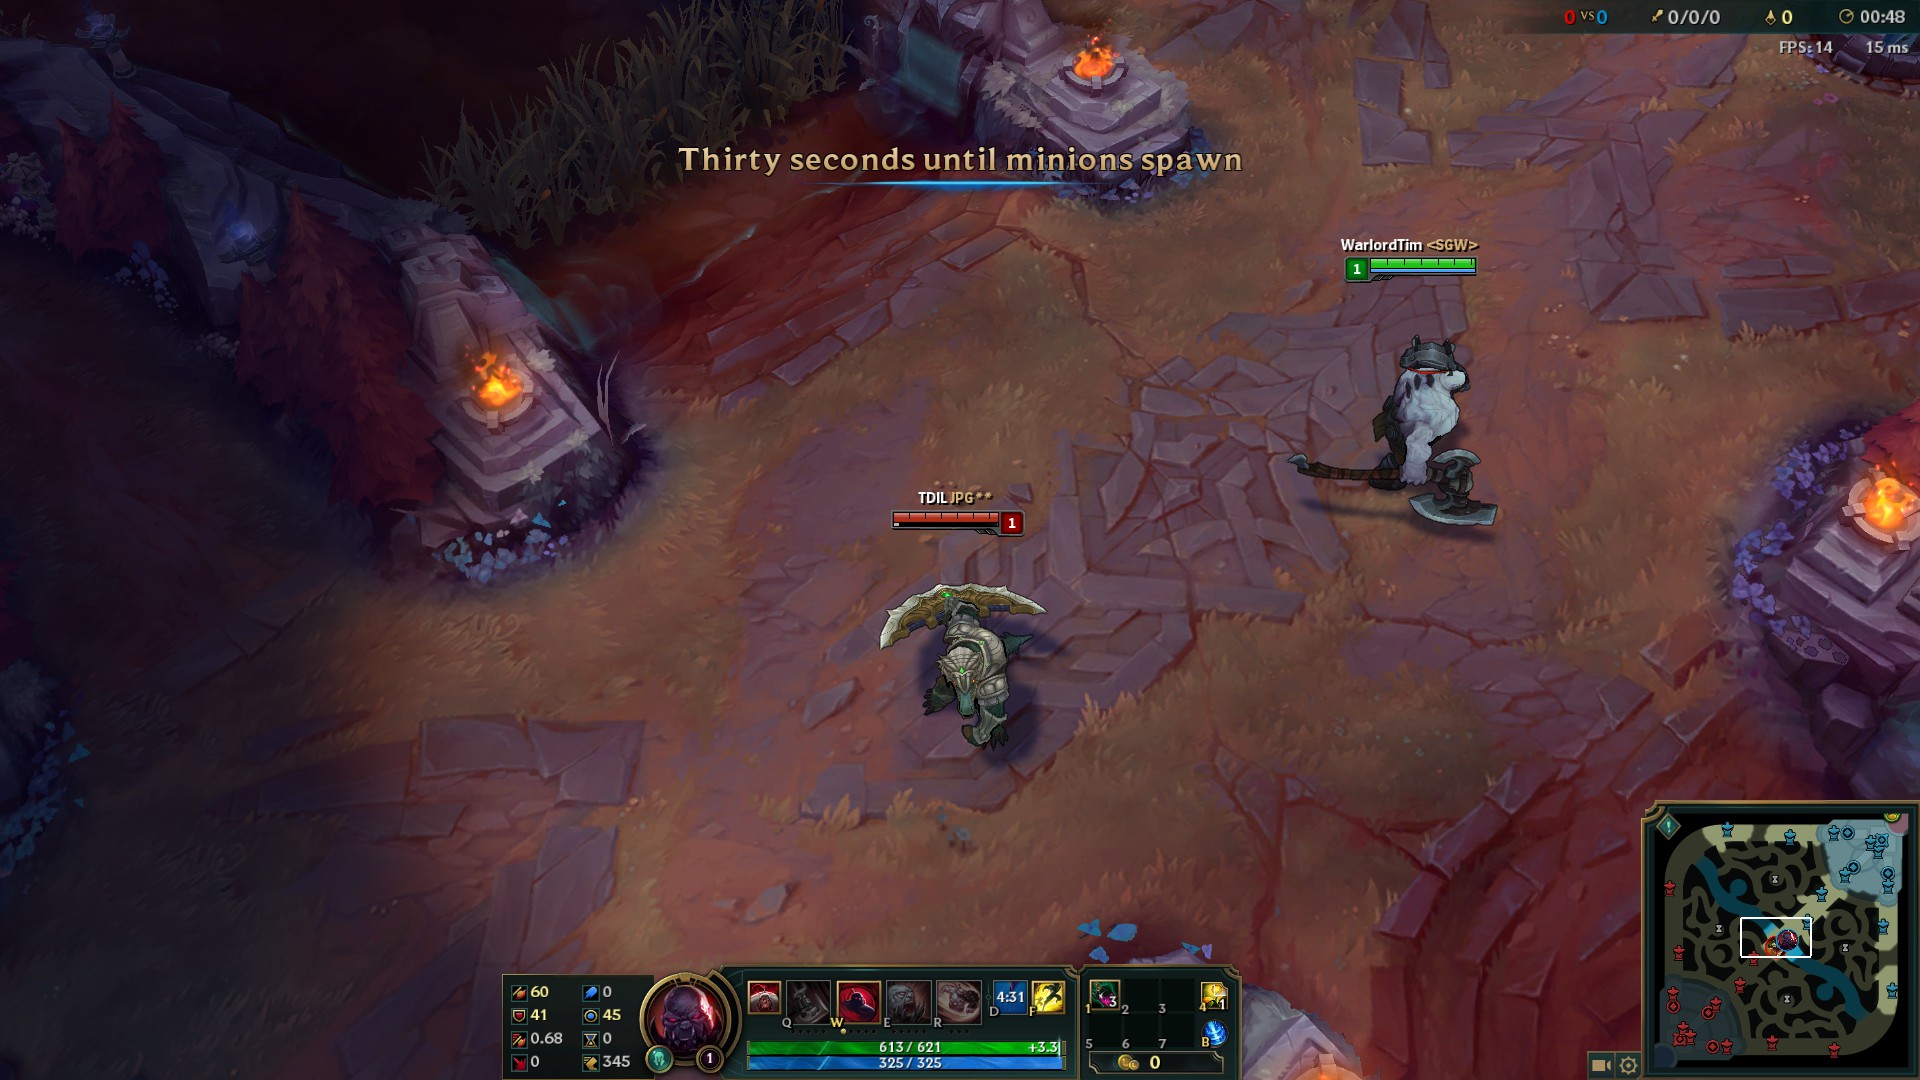 0 VS 0 0/0/0 0 00:48
FPS: 14 15 ms
Thirty seconds until minions spawn
WarlordTim <SGW>
1
TDIL JPG**
1
60 0
41 45
0.68 0
0 345
1
Q W E R 4:31 D F
613 / 621 +3.3
325 / 325
1 3 2 3 4 1
5 6 7 B
0